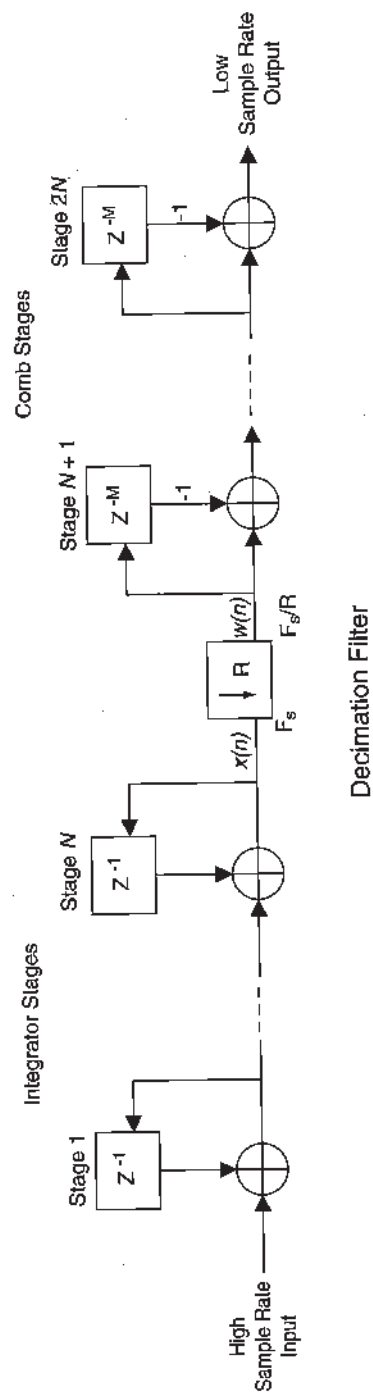 Integrator Stages
Comb Stages
Stage 1
Z⁻¹
Stage N
Z⁻¹
Stage N + 1
Z⁻ᴹ
-1
Stage 2N
Z⁻ᴹ
-1
High
Sample Rate
Input
x(n)
↓ R
w(n)
Fₛ
Fₛ/R
Low
Sample Rate
Output
Decimation Filter